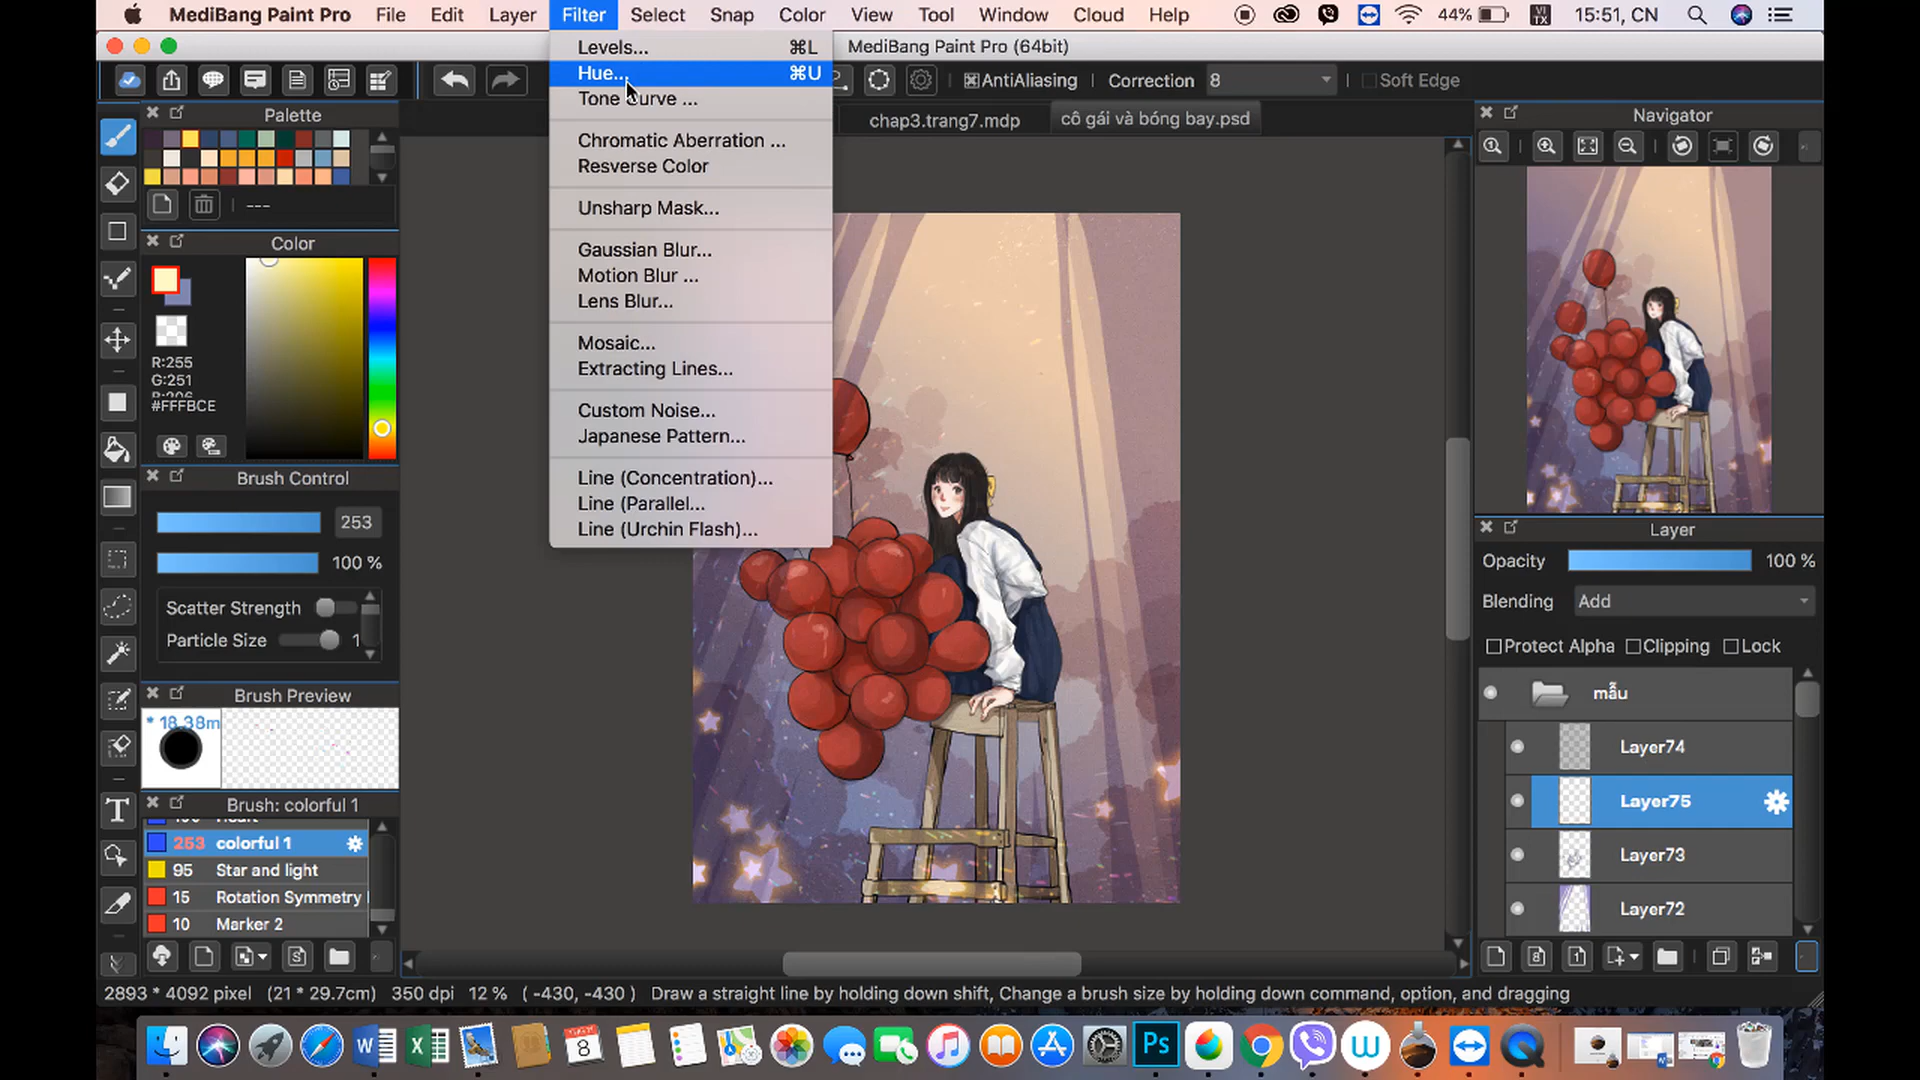 MediBang Paint Pro File Edit Layer Filter Select Snap Color View Tool Window Cloud Help 44% VI TX 15:51, CN
MediBang Paint Pro (64bit)
Levels... ⌘L
Hue... ⌘U
Tone Curve ...
Chromatic Aberration ...
Resverse Color
Unsharp Mask...
Gaussian Blur...
Motion Blur ...
Lens Blur...
Mosaic...
Extracting Lines...
Custom Noise...
Japanese Pattern...
Line (Concentration)...
Line (Parallel...
Line (Urchin Flash)...
AntiAliasing Correction 8 Soft Edge
chap3.trang7.mdp cô gái và bóng bay.psd
Palette
---
Color
R:255
G:251
B:206
#FFFBCE
Brush Control
253
100 %
Scatter Strength
Particle Size 1
Brush Preview
* 18.38m
Brush: colorful 1
253 colorful 1
95 Star and light
15 Rotation Symmetry
10 Marker 2
Navigator
Layer
Opacity 100 %
Blending Add
Protect Alpha Clipping Lock
mẫu
Layer74
Layer75
Layer73
Layer72
2893 * 4092 pixel (21 * 29.7cm) 350 dpi 12 % ( -430, -430 ) Draw a straight line by holding down shift, Change a brush size by holding down command, option, and dragging
8
Ps